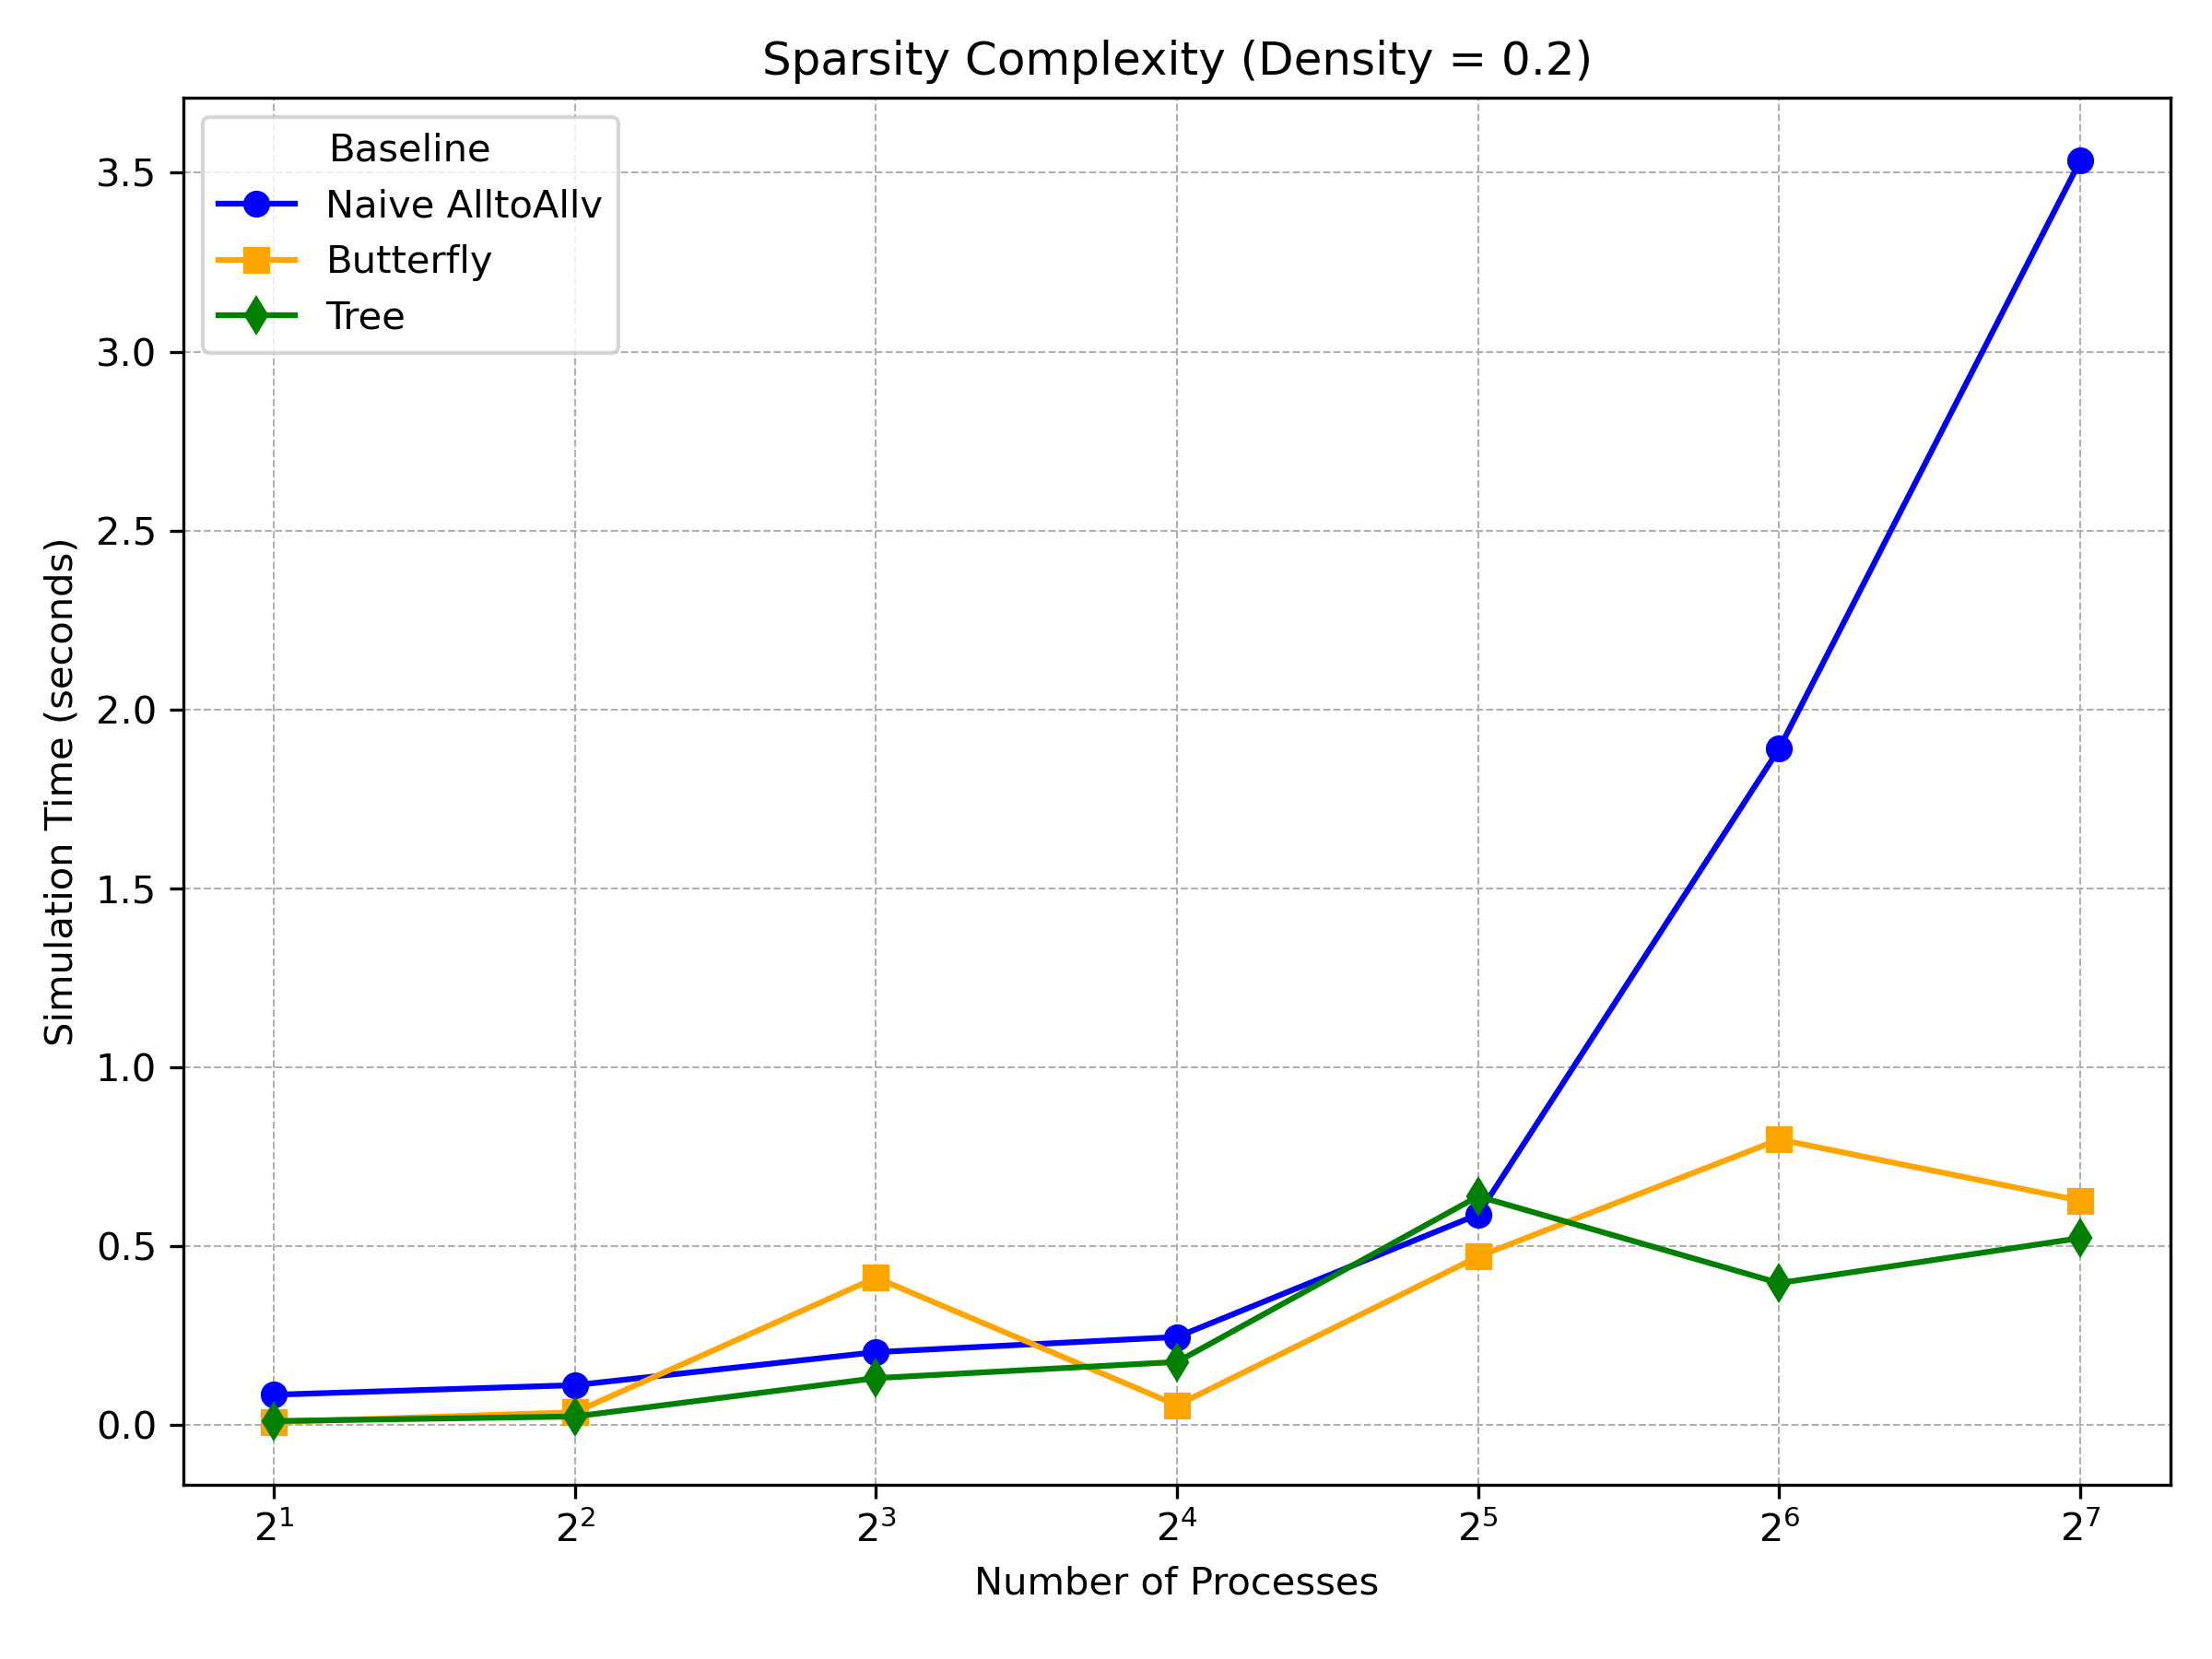 Sparsity Complexity (Density = 0.2)
Baseline
Naive AlltoAllv
Butterfly
Tree
3.5
3.0
2.5
2.0
1.5
1.0
0.5
0.0
Simulation Time (seconds)
2¹ 2² 2³ 2⁴ 2⁵ 2⁶ 2⁷
Number of Processes